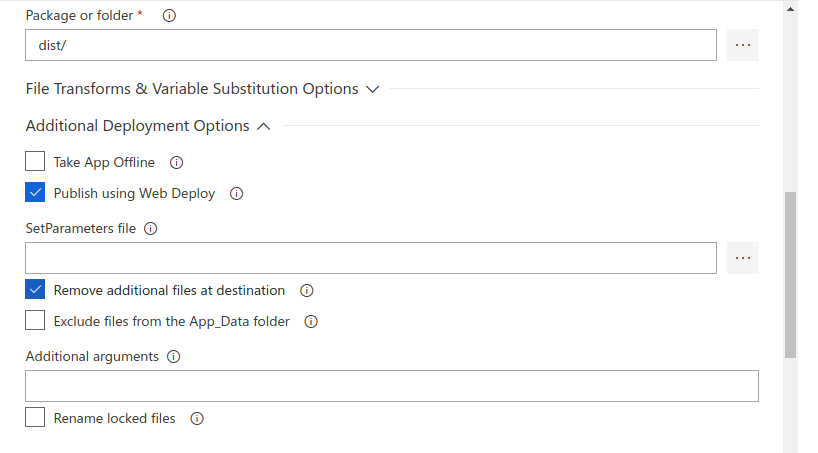 Package or folder *
dist/
...
File Transforms & Variable Substitution Options
Additional Deployment Options
Take App Offline
Publish using Web Deploy
SetParameters file
...
Remove additional files at destination
Exclude files from the App_Data folder
Additional arguments
Rename locked files